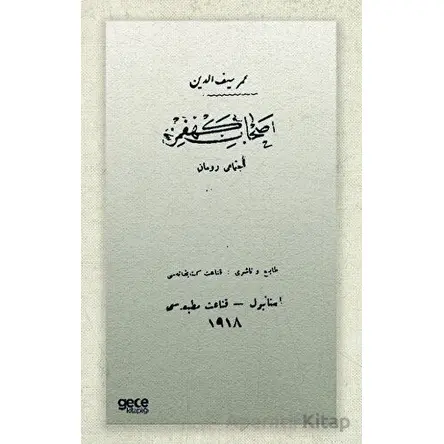 عمر سيف الدين
اصحاب كهفمز
اجتماعى رومان
طابع و ناشرى : قناعت كتبخانه‌سى
استانبول — قناعت مطبعه‌سى
١٩١٨
gece
kitaplığı
Aperatif Kitap